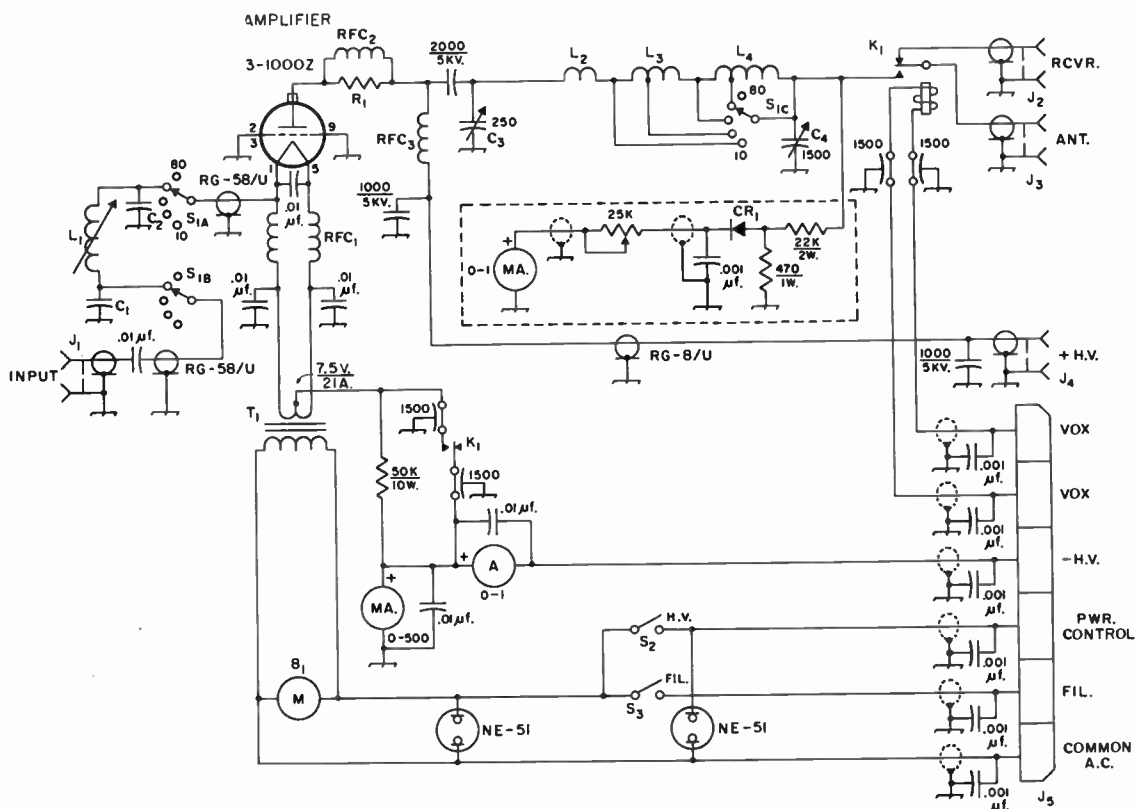 AMPLIFIER
3-1000Z
RFC2
R1
2000
5KV.
L2
L3
L4
80
S1C
10
K1
RCVR.
J2
ANT.
J3
2
3
9
1
5
RFC3
250
C3
C4
1500
1500
1500
80
RG-58/U
.01
μf.
1000
5KV.
C2
S1A
10
L1
RFC1
S1B
C1
.01
μf.
.01
μf.
+
0-1
MA.
25K
CR1
.001
μf.
22K
2W.
470
1W.
J1
.01μf.
INPUT
RG-58/U
RG-8/U
1000
5KV.
+H.V.
J4
7.5V.
21A.
T1
1500
K1
50K
10W.
1500
.01μf.
VOX
.001
μf.
VOX
.001
μf.
+
A
0-1
-H.V.
.001
μf.
+
MA.
.01μf.
0-500
H.V.
S2
PWR.
CONTROL
.001
μf.
B1
M
FIL.
S3
FIL.
.001
μf.
NE-51
NE-51
COMMON
A.C.
.001
μf.
J5